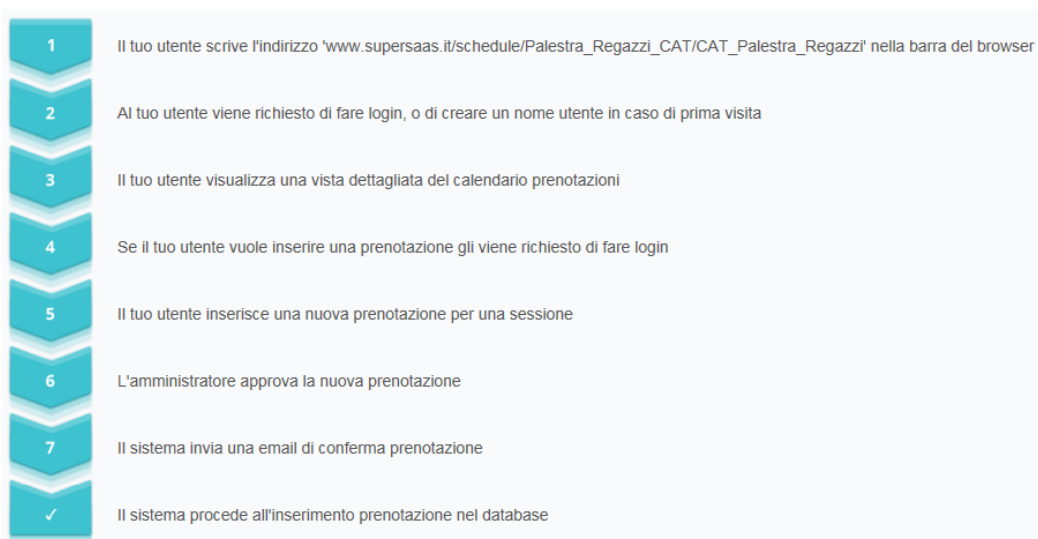 1 Il tuo utente scrive l'indirizzo 'www.supersaas.it/schedule/Palestra_Regazzi_CAT/CAT_Palestra_Regazzi' nella barra del browser
2 Al tuo utente viene richiesto di fare login, o di creare un nome utente in caso di prima visita
3 Il tuo utente visualizza una vista dettagliata del calendario prenotazioni
4 Se il tuo utente vuole inserire una prenotazione gli viene richiesto di fare login
5 Il tuo utente inserisce una nuova prenotazione per una sessione
6 L'amministratore approva la nuova prenotazione
7 Il sistema invia una email di conferma prenotazione
✓ Il sistema procede all'inserimento prenotazione nel database